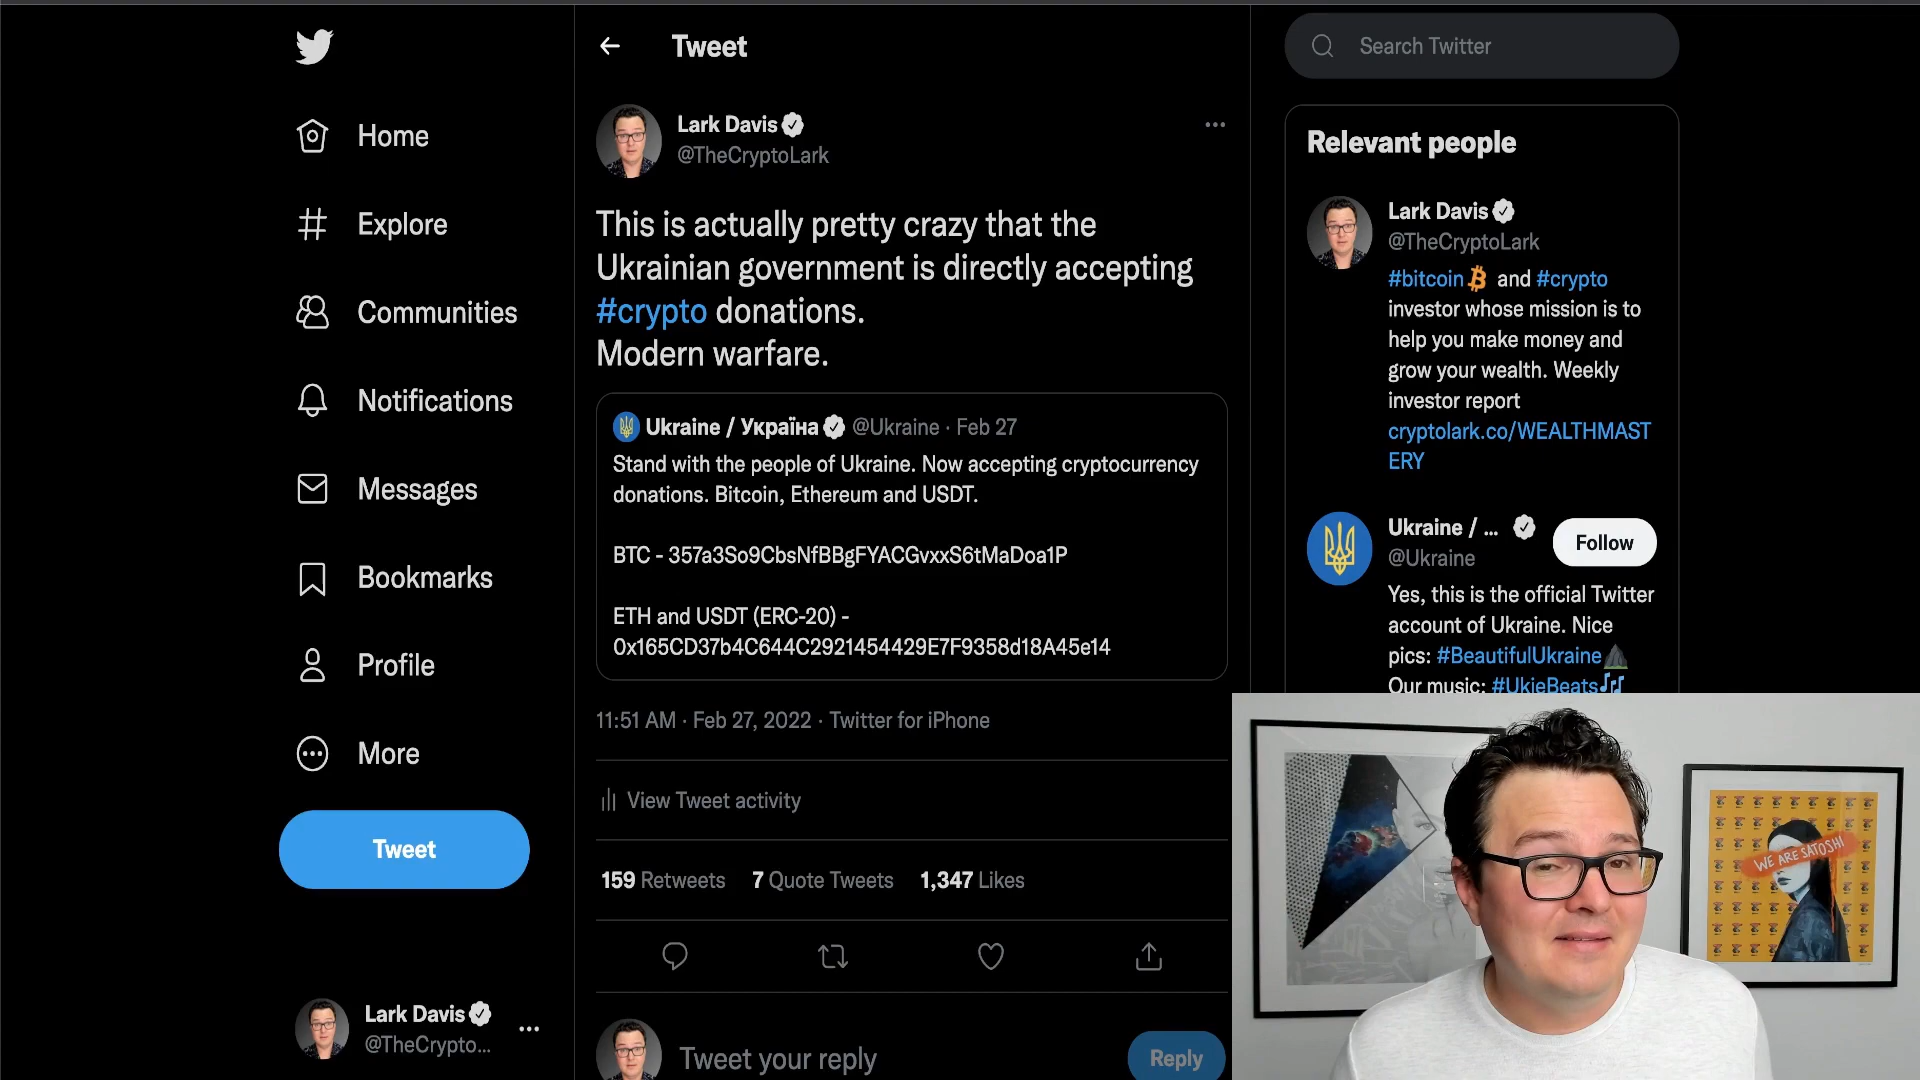 Home
Explore
Communities
Notifications
Messages
Bookmarks
Profile
More
Tweet
Lark Davis
@TheCrypto...
Tweet
Lark Davis
@TheCryptoLark
This is actually pretty crazy that the
Ukrainian government is directly accepting
#crypto donations.
Modern warfare.
Ukraine / Україна @Ukraine · Feb 27
Stand with the people of Ukraine. Now accepting cryptocurrency
donations. Bitcoin, Ethereum and USDT.
BTC - 357a3So9CbsNfBBgFYACGvxxS6tMaDoa1P
ETH and USDT (ERC-20) -
0x165CD37b4C644C2921454429E7F9358d18A45e14
11:51 AM · Feb 27, 2022 · Twitter for iPhone
View Tweet activity
159 Retweets 7 Quote Tweets 1,347 Likes
Tweet your reply
Reply
Search Twitter
Relevant people
Lark Davis
@TheCryptoLark
#bitcoin and #crypto
investor whose mission is to
help you make money and
grow your wealth. Weekly
investor report
cryptolark.co/WEALTHMAST
ERY
Ukraine / ...
@Ukraine
Follow
Yes, this is the official Twitter
account of Ukraine. Nice
pics: #BeautifulUkraine
Our music: #UkieBeats
WE ARE SATOSHI